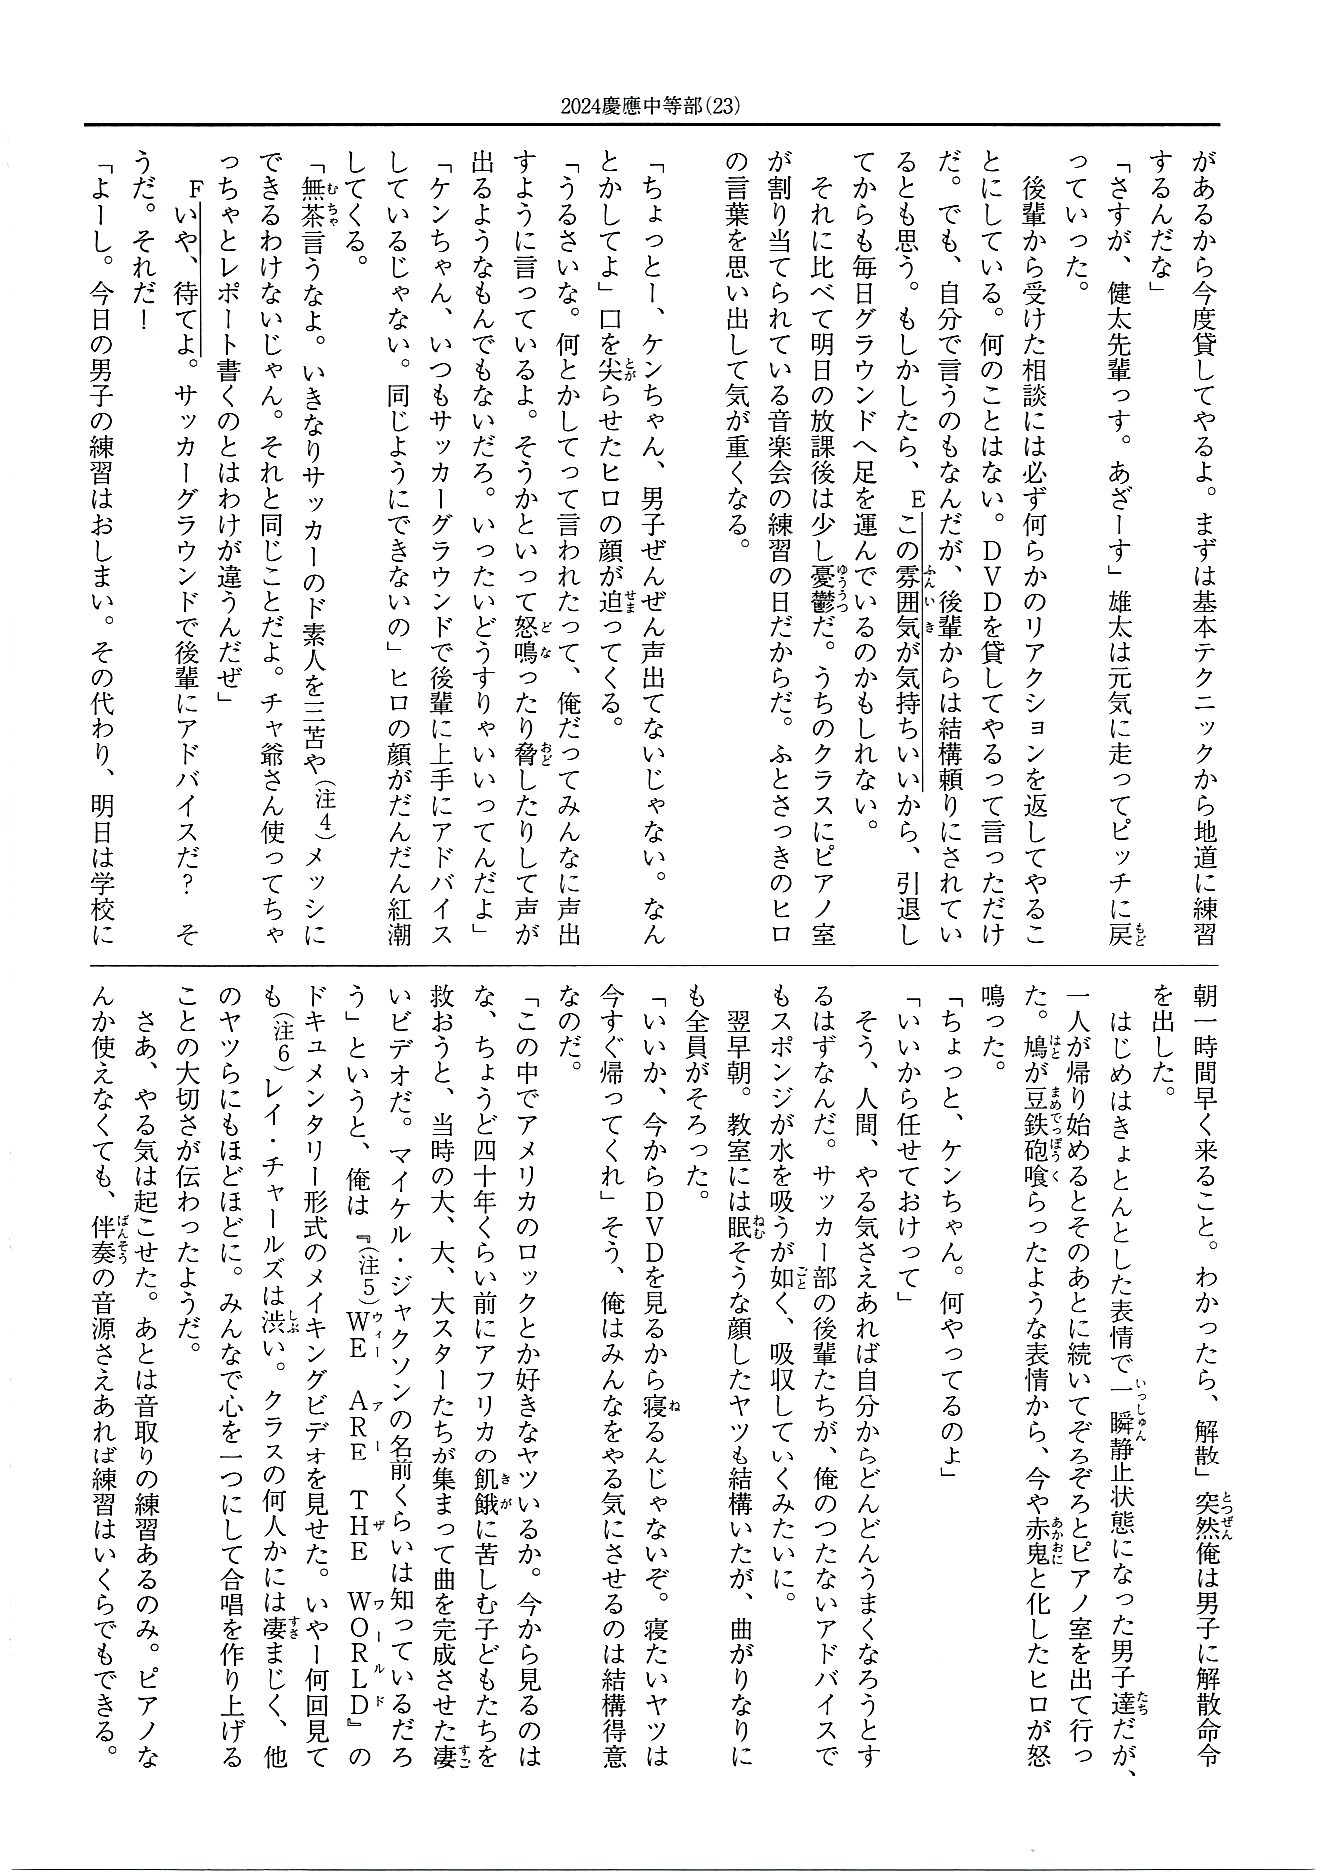 2024慶應中等部(23)
があるから今度貸してやるよ。まずは基本テクニックから地道に練習
するんだな」
「さすが、健太先輩っす。あざーす」雄太は元気に走ってピッチに戻
っていった。
後輩から受けた相談には必ず何らかのリアクションを返してやるこ
とにしている。何のことはない。DVDを貸してやるって言っただけ
だ。でも、自分で言うのもなんだが、後輩からは結構頼りにされてい
るとも思う。もしかしたら、Eこの雰囲気が気持ちいいから、引退し
てからも毎日グラウンドへ足を運んでいるのかもしれない。
それに比べて明日の放課後は少し憂鬱だ。うちのクラスにピアノ室
が割り当てられている音楽会の練習の日だからだ。ふとさっきのヒロ
の言葉を思い出して気が重くなる。
「ちょっとー、ケンちゃん、男子ぜんぜん声出てないじゃない。なん
とかしてよ」口を尖らせたヒロの顔が迫ってくる。
「うるさいな。何とかしてって言われたって、俺だってみんなに声出
すように言っているよ。そうかといって怒鳴ったり脅したりして声が
出るようなもんでもないだろ。いったいどうすりゃいいってんだよ」
「ケンちゃん、いつもサッカーグラウンドで後輩に上手にアドバイス
しているじゃない。同じようにできないの」ヒロの顔がだんだん紅潮
してくる。
「無茶言うなよ。いきなりサッカーのド素人を三苫や(注4)メッシに
できるわけないじゃん。それと同じことだよ。チャ爺さん使ってちゃ
っちゃとレポート書くのとはわけが違うんだぜ」
Fいや、待てよ。サッカーグラウンドで後輩にアドバイスだ? そ
うだ。それだ!
「よーし。今日の男子の練習はおしまい。その代わり、明日は学校に
朝一時間早く来ること。わかったら、解散」突然俺は男子に解散命令
を出した。
はじめはきょとんとした表情で一瞬静止状態になった男子達だが、
一人が帰り始めるとそのあとに続いてぞろぞろとピアノ室を出て行っ
た。鳩が豆鉄砲喰らったような表情から、今や赤鬼と化したヒロが怒
鳴った。
「ちょっと、ケンちゃん。何やってるのよ」
「いいから任せておけって」
そう、人間、やる気さえあれば自分からどんどんうまくなろうとす
るはずなんだ。サッカー部の後輩たちが、俺のつたないアドバイスで
もスポンジが水を吸うが如く、吸収していくみたいに。
翌早朝。教室には眠そうな顔したヤツも結構いたが、曲がりなりに
も全員がそろった。
「いいか、今からDVDを見るから寝るんじゃないぞ。寝たいヤツは
今すぐ帰ってくれ」そう、俺はみんなをやる気にさせるのは結構得意
なのだ。
「この中でアメリカのロックとか好きなヤツいるか。今から見るのは
な、ちょうど四十年くらい前にアフリカの飢餓に苦しむ子どもたちを
救おうと、当時の大、大、大スターたちが集まって曲を完成させた凄
いビデオだ。マイケル・ジャクソンの名前くらいは知っているだろ
う」というと、俺は『(注5)WE ARE THE WORLD』の
ドキュメンタリー形式のメイキングビデオを見せた。いやー何回見て
も(注6)レイ・チャールズは渋い。クラスの何人かには凄まじく、他
のヤツらにもほどほどに。みんなで心を一つにして合唱を作り上げる
ことの大切さが伝わったようだ。
さあ、やる気は起こせた。あとは音取りの練習あるのみ。ピアノな
んか使えなくても、伴奏の音源さえあれば練習はいくらでもできる。